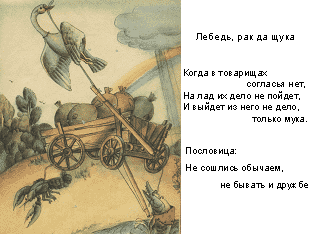 Лебедь, рак да щука
Когда в товарищах
согласья нет,
На лад их дело не пойдет,
И выйдет из него не дело,
только мука.
Пословица:
Не сошлись обычаем,
не бывать и дружбе